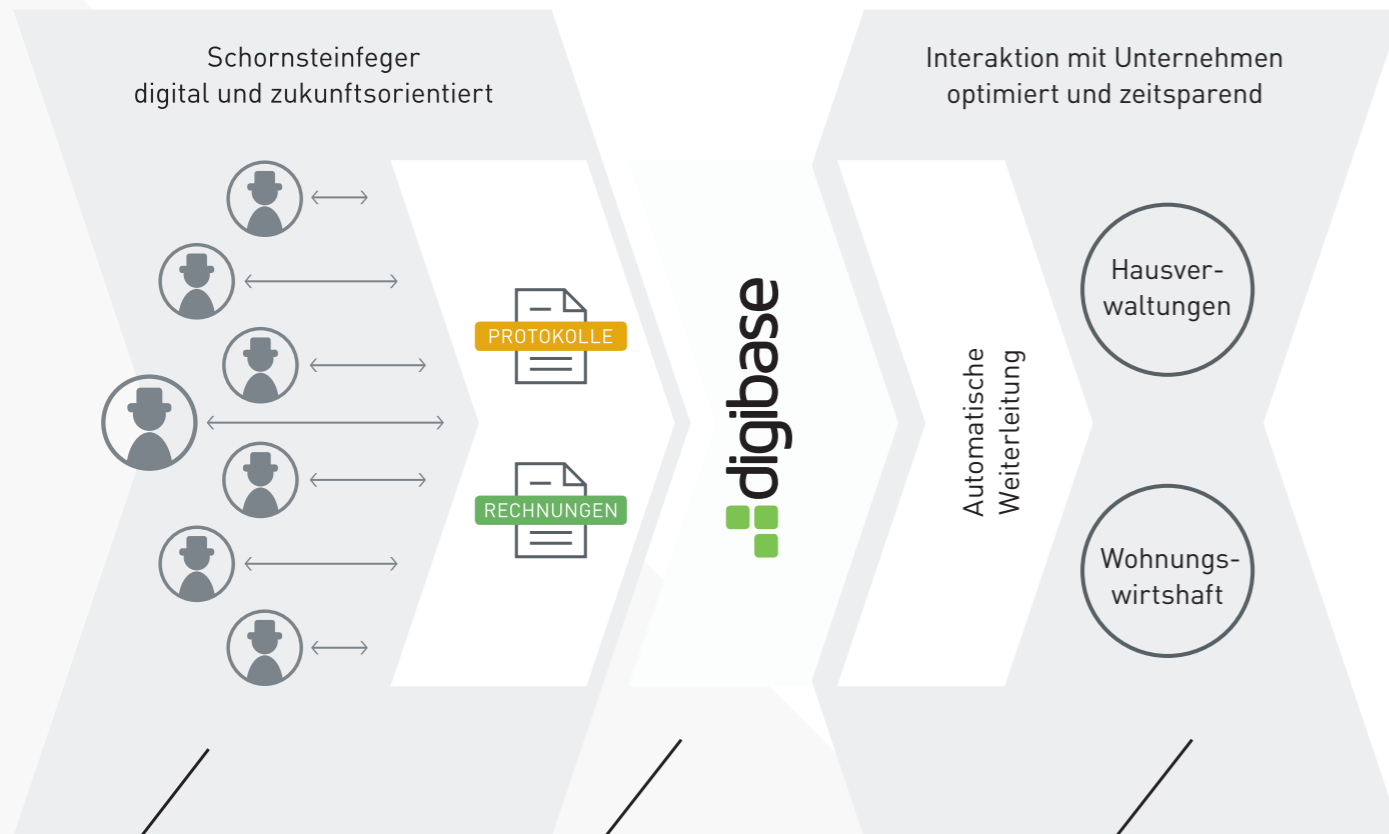 Schornsteinfeger
digital und zukunftsorientiert
PROTOKOLLE
RECHNUNGEN
digibase
Automatische
Weiterleitung
Interaktion mit Unternehmen
optimiert und zeitsparend
Hausver-
waltungen
Wohnungs-
wirtshaft